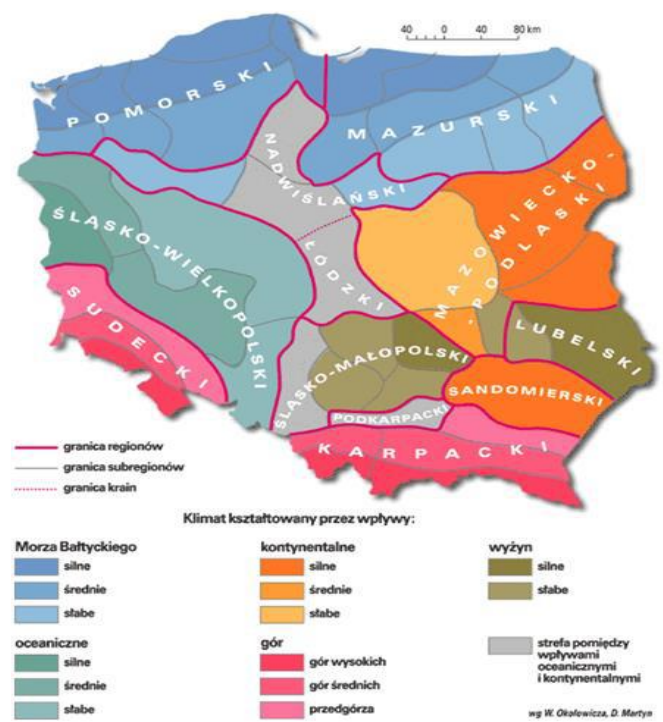 40 0 40 80 km
POMORSKI
MAZURSKI
NADWIŚLAŃSKI
MAZOWIECKO-
-PODLASKI
ŚLĄSKO-WIELKOPOLSKI
ŁÓDZKI
SUDECKI
ŚLĄSKO-MAŁOPOLSKI
LUBELSKI
SANDOMIERSKI
PODKARPACKI
KARPACKI
granica regionów
granica subregionów
granica krain
Klimat kształtowany przez wpływy:
Morza Bałtyckiego
silne
średnie
słabe
kontynentalne
silne
średnie
słabe
wyżyn
silne
słabe
oceaniczne
silne
średnie
słabe
gór
gór wysokich
gór średnich
przedgórza
strefa pomiędzy
wpływami
oceanicznymi
i kontynentalnymi
wg W. Okołowicza, D. Martyn